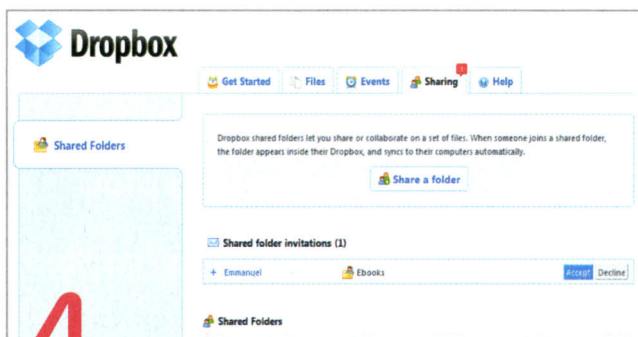 Dropbox
Get Started Files Events Sharing Help
Shared Folders
Dropbox shared folders let you share or collaborate on a set of files. When someone joins a shared folder,
the folder appears inside their Dropbox, and syncs to their computers automatically.
Share a folder
Shared folder invitations (1)
+ Emmanuel Ebooks Accept Decline
4
Shared Folders